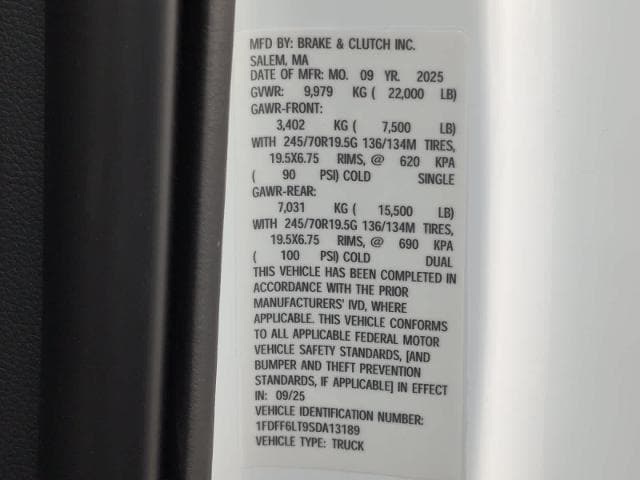 MFD BY: BRAKE & CLUTCH INC.
SALEM, MA
DATE OF MFR: MO. 09 YR. 2025
GVWR: 9,979 KG ( 22,000 LB)
GAWR-FRONT:
3,402 KG ( 7,500 LB)
WITH 245/70R19.5G 136/134M TIRES,
19.5X6.75 RIMS, @ 620 KPA
( 90 PSI) COLD SINGLE
GAWR-REAR:
7,031 KG ( 15,500 LB)
WITH 245/70R19.5G 136/134M TIRES,
19.5X6.75 RIMS, @ 690 KPA
( 100 PSI) COLD DUAL
THIS VEHICLE HAS BEEN COMPLETED IN
ACCORDANCE WITH THE PRIOR
MANUFACTURERS' IVD, WHERE
APPLICABLE. THIS VEHICLE CONFORMS
TO ALL APPLICABLE FEDERAL MOTOR
VEHICLE SAFETY STANDARDS, [AND
BUMPER AND THEFT PREVENTION
STANDARDS, IF APPLICABLE] IN EFFECT
IN: 09/25
VEHICLE IDENTIFICATION NUMBER:
1FDFF6LT9SDA13189
VEHICLE TYPE: TRUCK